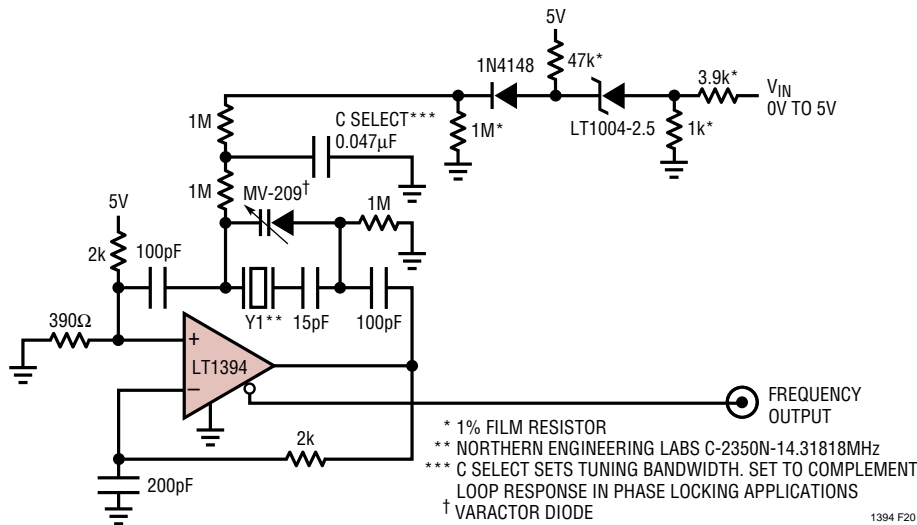 5V
1N4148
47k*
3.9k*
V_IN
0V TO 5V
LT1004-2.5
1k*
1M*
1M
C SELECT***
0.047µF
1M
MV-209†
1M
5V
2k
100pF
Y1**
15pF
100pF
390Ω
+
LT1394
−
2k
200pF
FREQUENCY
OUTPUT
* 1% FILM RESISTOR
** NORTHERN ENGINEERING LABS C-2350N-14.31818MHz
*** C SELECT SETS TUNING BANDWIDTH. SET TO COMPLEMENT
LOOP RESPONSE IN PHASE LOCKING APPLICATIONS
† VARACTOR DIODE
1394 F20